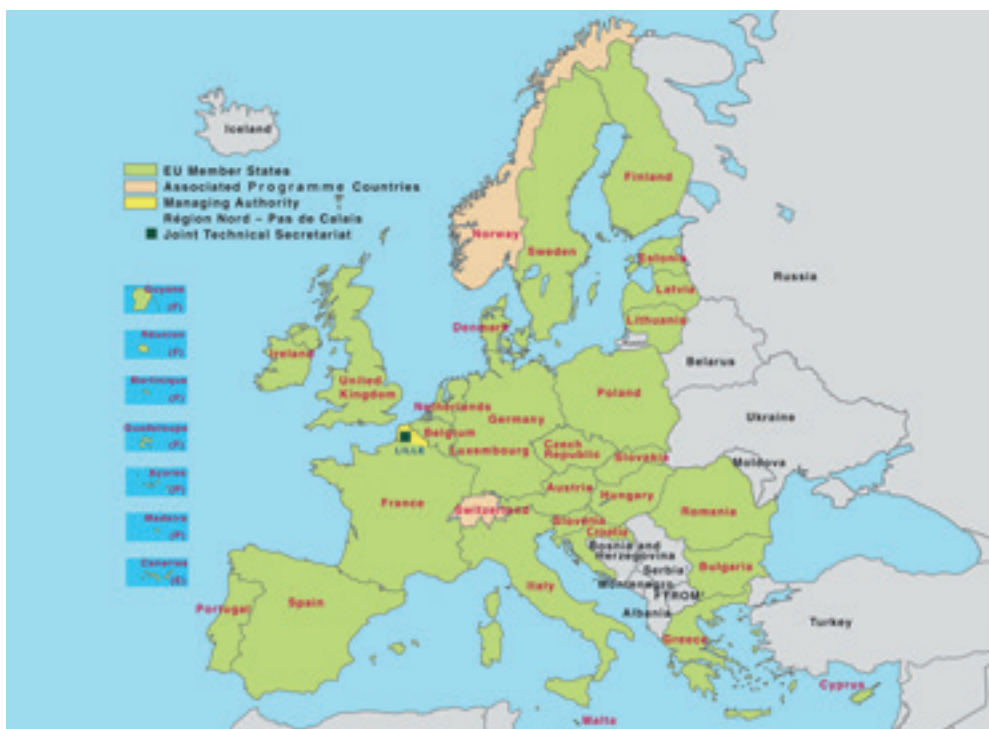 Iceland
EU Member States
Associated Programme Countries
Managing Authority
Région Nord – Pas de Calais
Joint Technical Secretariat
Finland
Norway
Sweden
Estonia
Russia
Latvia
Guyane
(F)
Lithuania
Denmark
Réunion
(F)
Ireland
Belarus
Martinique
(F)
United
Kingdom
Poland
Netherlands
Germany
Ukraine
Guadeloupe
(F)
Belgium
LILLE
Luxembourg
Czech
Republic
Slovakia
Moldova
Açores
(P)
Austria
Hungary
France
Switzerland
Romania
Madeira
(P)
Slovenia
Croatia
Bosnia and
Herzegovina
Serbia
Bulgaria
Canarias
(E)
Italy
Montenegro
FYROM
Portugal
Spain
Albania
Turkey
Greece
Cyprus
Malta